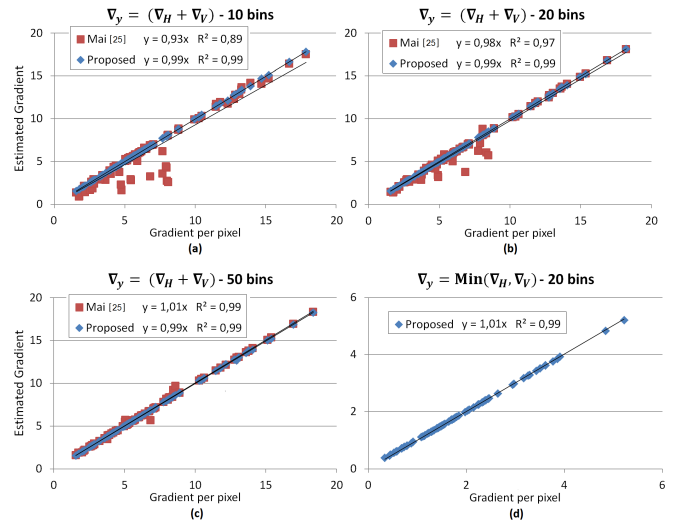 ∇y = (∇H + ∇V) - 10 bins
Mai [25] y = 0,93x R² = 0,89
Proposed y = 0,99x R² = 0,99
Estimated Gradient
20
15
10
5
0
0 5 10 15 20
Gradient per pixel
(a)
∇y = (∇H + ∇V) - 20 bins
Mai [25] y = 0,98x R² = 0,97
Proposed y = 0,99x R² = 0,99
20
15
10
5
0
0 5 10 15 20
Gradient per pixel
(b)
∇y = (∇H + ∇V) - 50 bins
Mai [25] y = 1,01x R² = 0,99
Proposed y = 0,99x R² = 0,99
Estimated Gradient
20
15
10
5
0
0 5 10 15 20
Gradient per pixel
(c)
∇y = Min(∇H, ∇V) - 20 bins
Proposed y = 1,01x R² = 0,99
6
4
2
0
0 2 4 6
Gradient per pixel
(d)